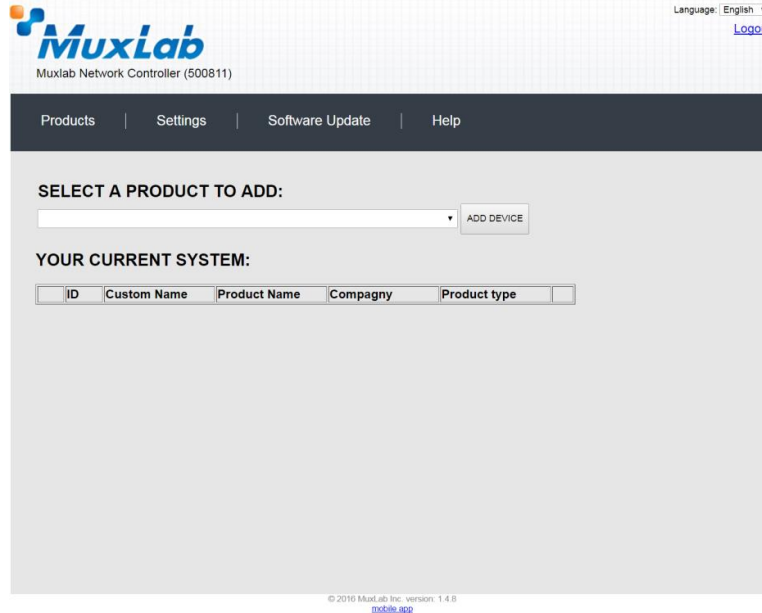 Language: English
MuxLab
Muxlab Network Controller (500811)
Products | Settings | Software Update | Help
SELECT A PRODUCT TO ADD:
ADD DEVICE
YOUR CURRENT SYSTEM:
ID Custom Name Product Name Compagny Product type
© 2016 MuxLab Inc. version: 1.4.8
mobile app